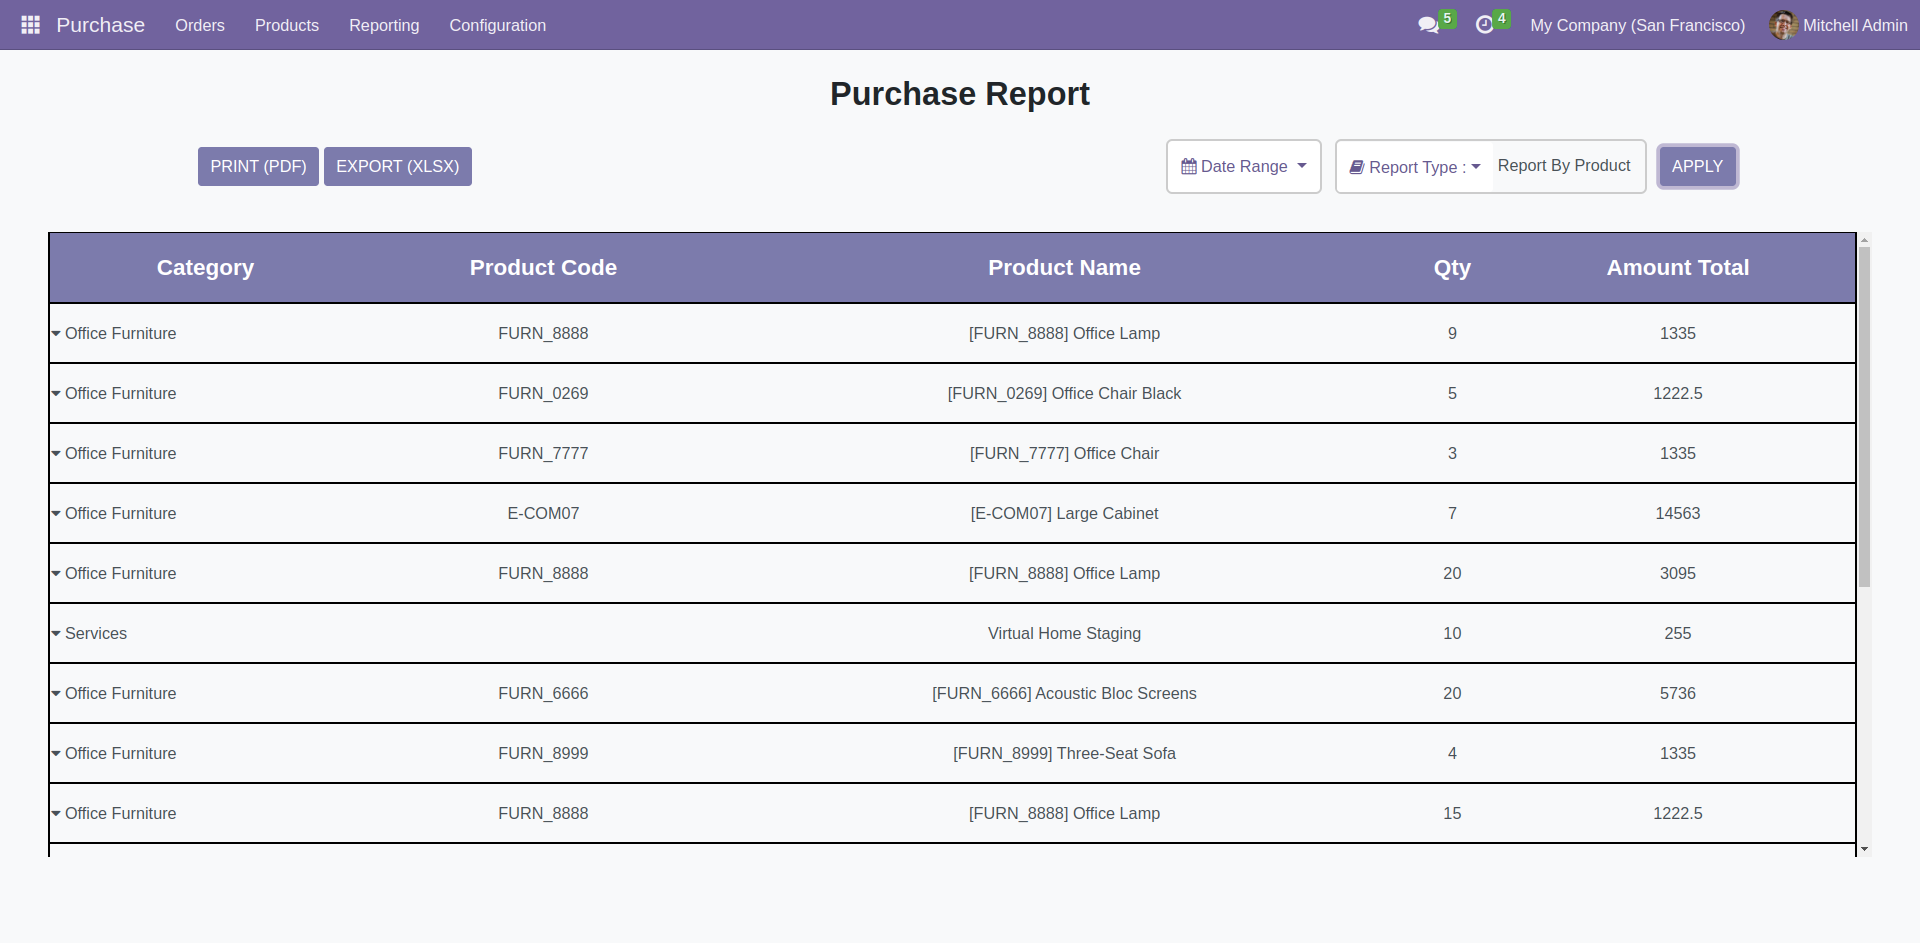 Purchase Orders Products Reporting Configuration 5 4 My Company (San Francisco) Mitchell Admin
Purchase Report
PRINT (PDF) EXPORT (XLSX) Date Range Report Type : Report By Product APPLY
Category Product Code Product Name Qty Amount Total
Office Furniture FURN_8888 [FURN_8888] Office Lamp 9 1335
Office Furniture FURN_0269 [FURN_0269] Office Chair Black 5 1222.5
Office Furniture FURN_7777 [FURN_7777] Office Chair 3 1335
Office Furniture E-COM07 [E-COM07] Large Cabinet 7 14563
Office Furniture FURN_8888 [FURN_8888] Office Lamp 20 3095
Services Virtual Home Staging 10 255
Office Furniture FURN_6666 [FURN_6666] Acoustic Bloc Screens 20 5736
Office Furniture FURN_8999 [FURN_8999] Three-Seat Sofa 4 1335
Office Furniture FURN_8888 [FURN_8888] Office Lamp 15 1222.5